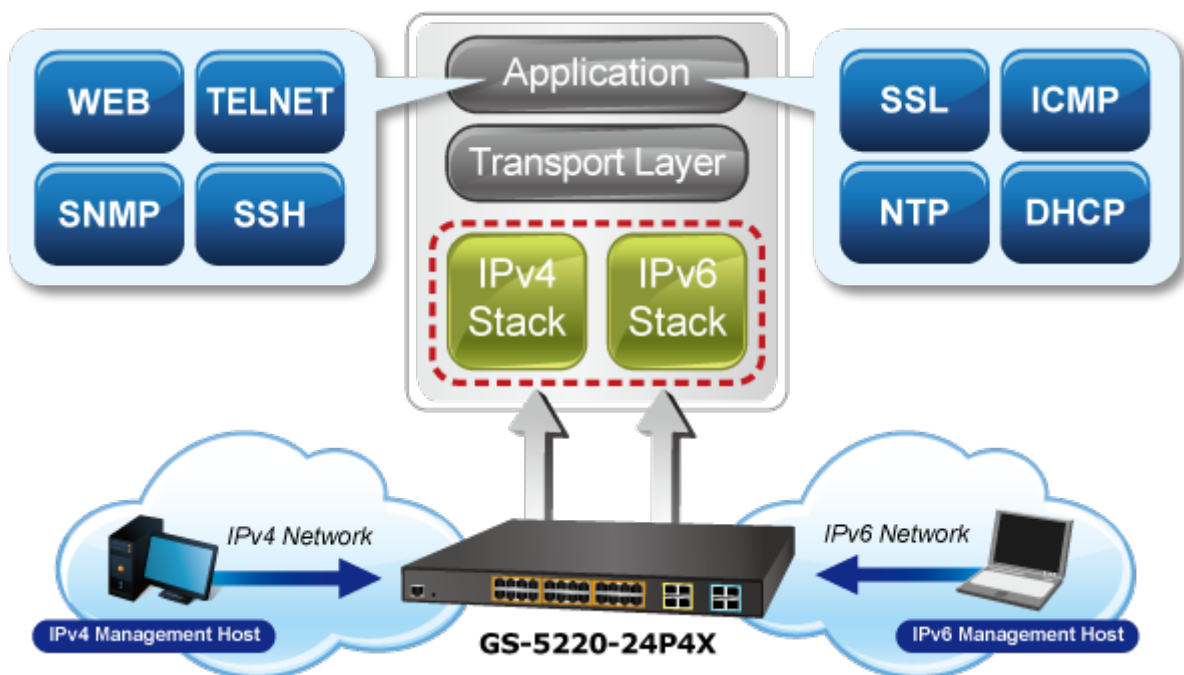 WEB
TELNET
SNMP
SSH
Application
Transport Layer
IPv4
Stack
IPv6
Stack
SSL
ICMP
NTP
DHCP
IPv4 Network
IPv4 Management Host
GS-5220-24P4X
IPv6 Network
IPv6 Management Host